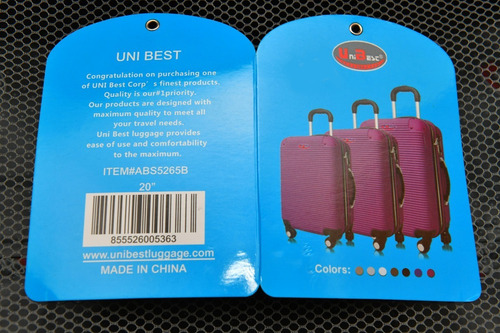 UNI BEST
Congratulation on purchasing one
of UNI Best Corp's finest products.
Quality is our#1priority.
Our products are designed with
maximum quality to meet all
your travel needs.
Uni Best luggage provides
ease of use and comfortability
to the maximum.
ITEM#ABS5265B
20"
855526005363
www.unibestluggage.com
MADE IN CHINA
UniBest®
Colors: